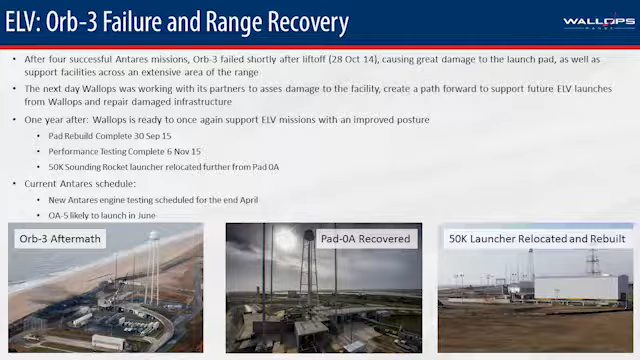 ELV: Orb-3 Failure and Range Recovery
WALLOPS
RANGE
• After four successful Antares missions, Orb-3 failed shortly after liftoff (28 Oct 14), causing great damage to the launch pad, as well as
support facilities across an extensive area of the range
• The next day Wallops was working with its partners to asses damage to the facility, create a path forward to support future ELV launches
from Wallops and repair damaged infrastructure
• One year after: Wallops is ready to once again support ELV missions with an improved posture
• Pad Rebuild Complete 30 Sep 15
• Performance Testing Complete 6 Nov 15
• 50K Sounding Rocket launcher relocated further from Pad 0A
• Current Antares schedule:
• New Antares engine testing scheduled for the end April
• OA-5 likely to launch in June
Orb-3 Aftermath
Pad-0A Recovered
50K Launcher Relocated and Rebuilt